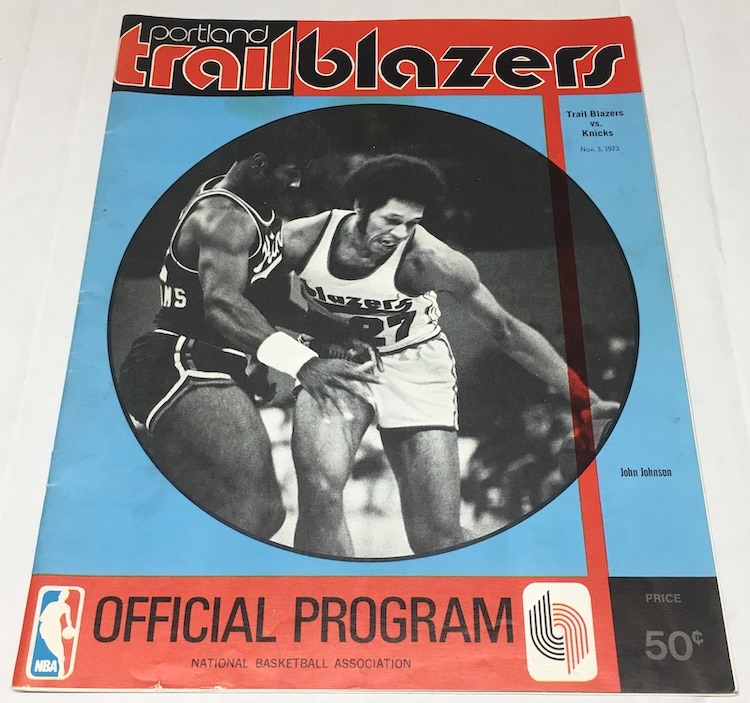 portland
trailblazers
Trail Blazers
vs.
Knicks
Nov. 3, 1973
blazers
27
MS
John Johnson
NBA
OFFICIAL PROGRAM
NATIONAL BASKETBALL ASSOCIATION
PRICE
50¢